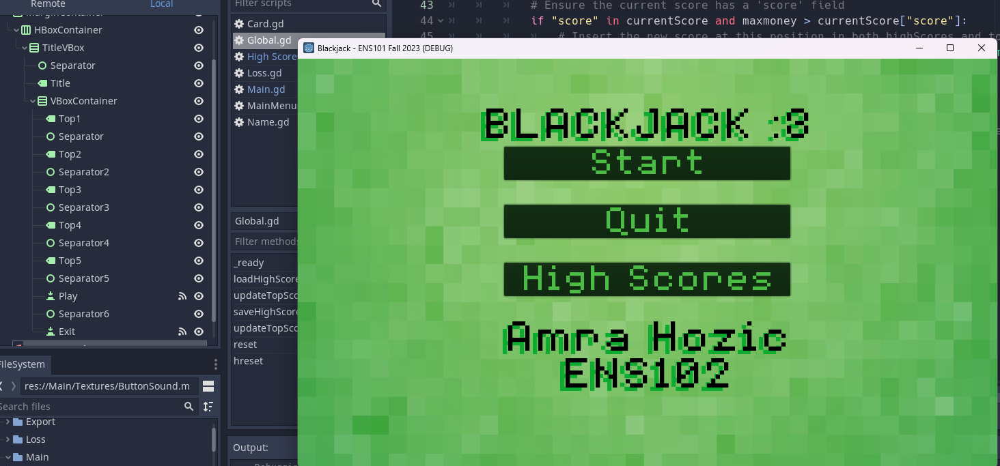 Remote Local
HBoxContainer
TitleVBox
Separator
Title
VBoxContainer
Top1
Separator
Top2
Separator2
Top3
Separator3
Top4
Separator4
Top5
Separator5
Play
Separator6
Exit
FileSystem
res://Main/Textures/ButtonSound.m
Search files
Export
Loss
Main
Filter scripts
Card.gd
Global.gd
High Score
Loss.gd
Main.gd
MainMenu
Name.gd
Global.gd
Filter methods
_ready
loadHighScore
updateTopSco
saveHighScore
updateTopSco
reset
hreset
Output:
43 # Ensure the current score has a 'score' field
44 if "score" in currentScore and maxmoney > currentScore["score"]:
45 # Insert the new score at this position in both highScores and to
Blackjack - ENS101 Fall 2023 (DEBUG)
BLACKJACK :3
Start
Quit
High Scores
Amra Hozic
ENS102